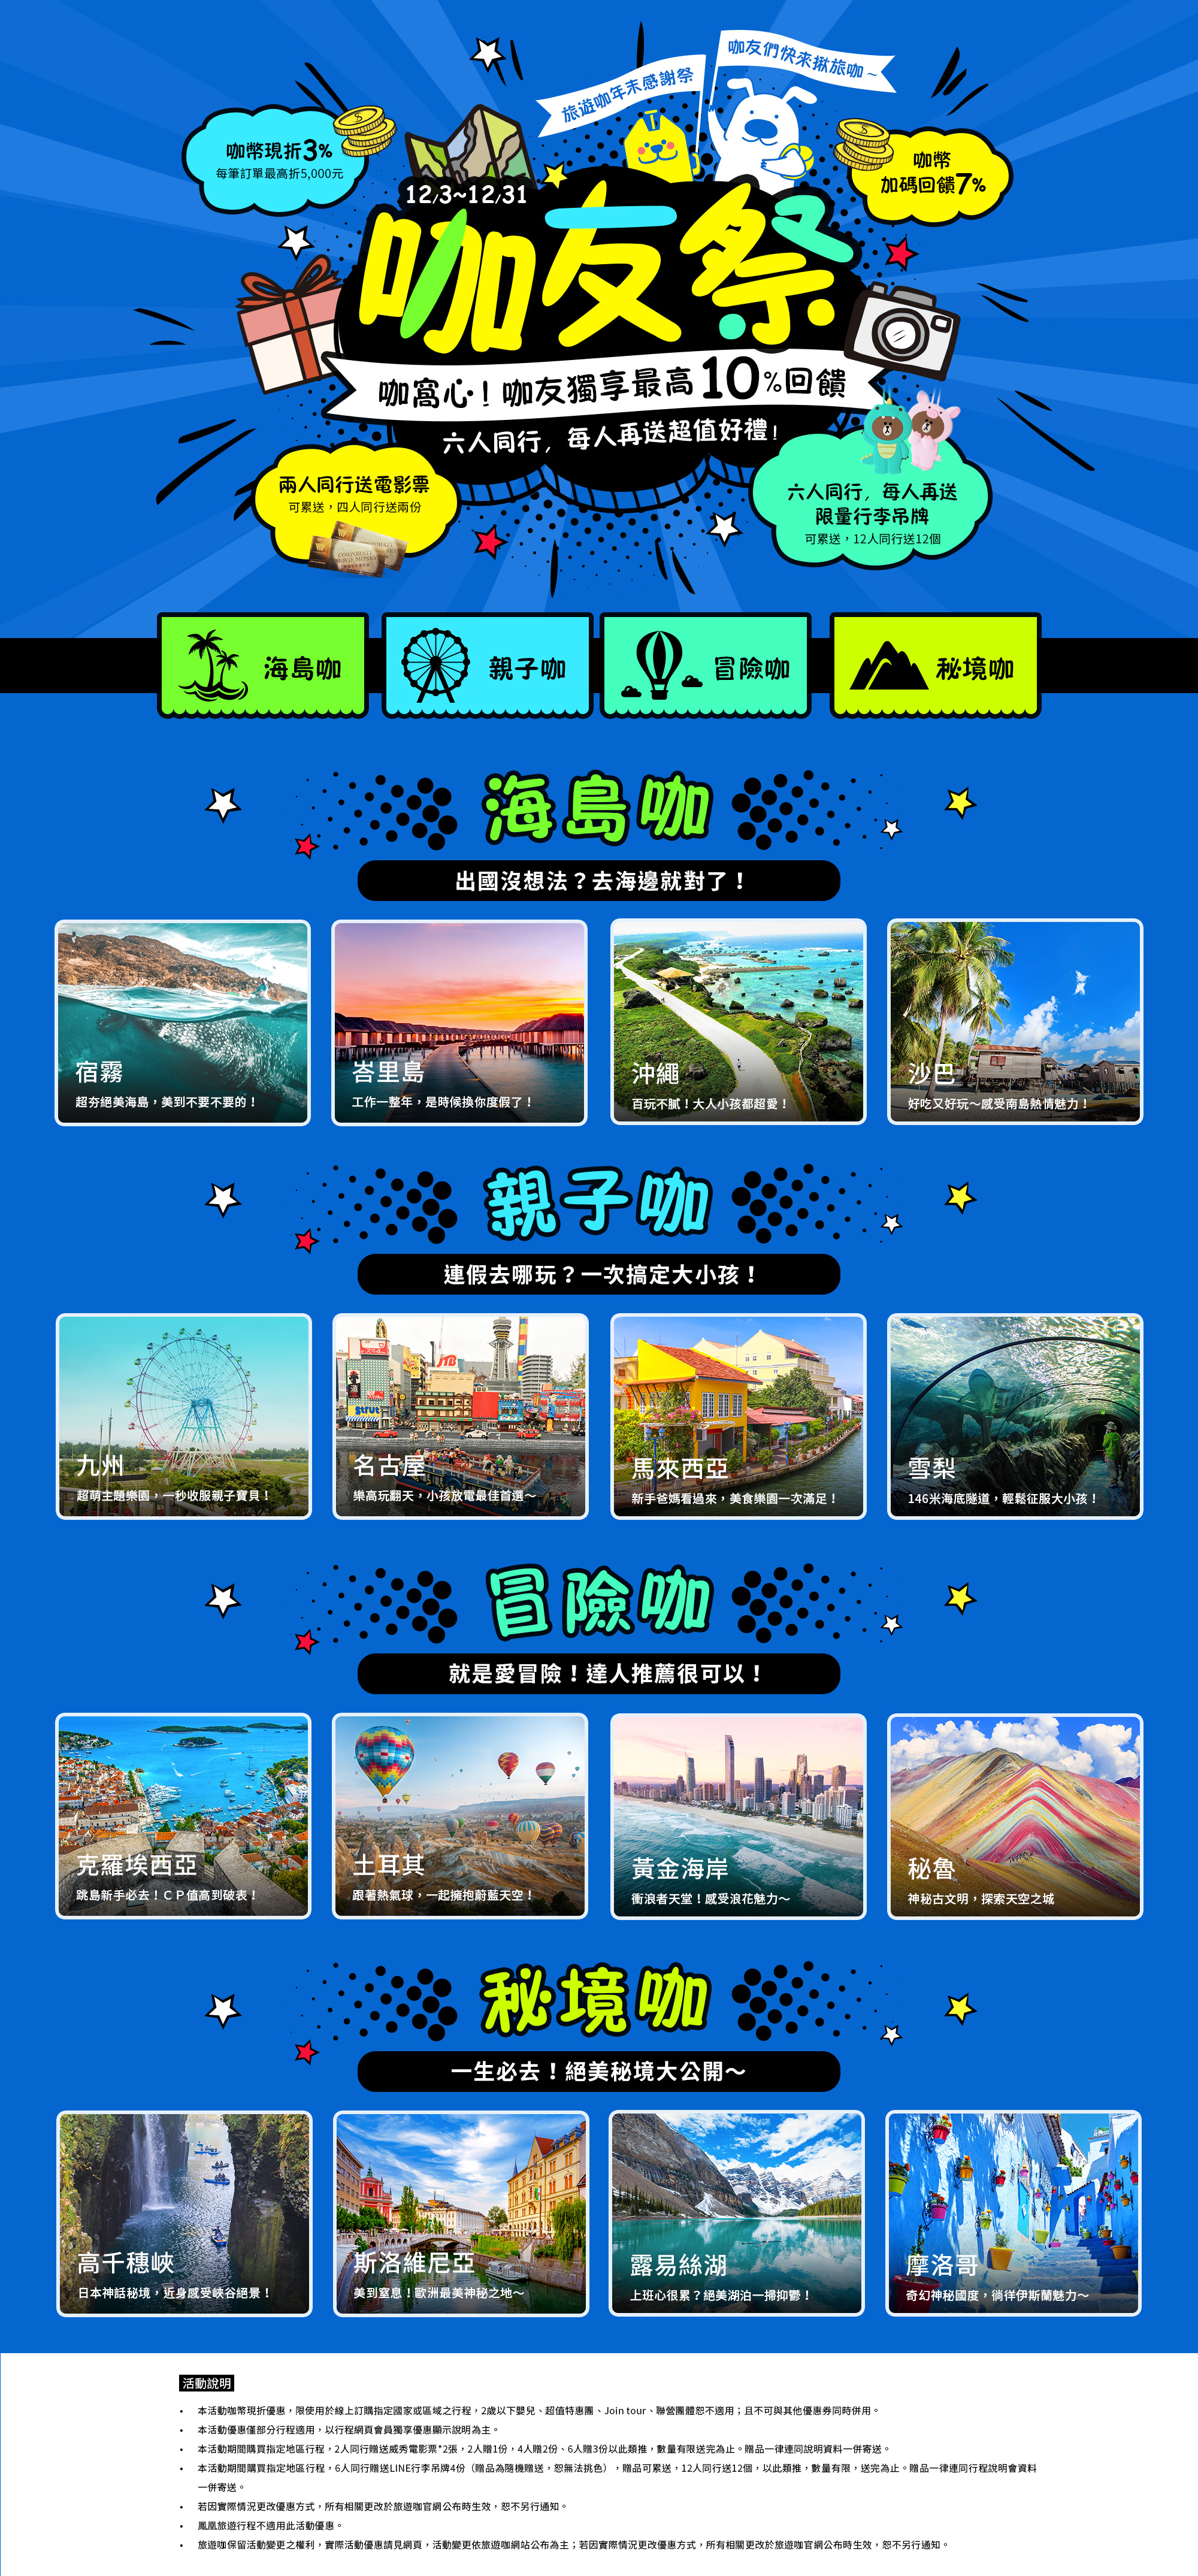 咖友們快來揪旅咖~
旅遊咖年末感謝祭
咖幣現折3%
每筆訂單最高折5,000元
咖幣
加碼回饋7%
12/3~12/31
咖友祭
咖窩心！咖友獨享最高10%回饋
六人同行，每人再送超值好禮！
兩人同行送電影票
可累送，四人同行送兩份
六人同行，每人再送
限量行李吊牌
可累送，12人同行送12個
海島咖
親子咖
冒險咖
秘境咖
海島咖
出國沒想法？去海邊就對了！
宿霧
超夯絕美海島，美到不要不要的！
峇里島
工作一整年，是時候換你度假了！
沖繩
百玩不膩！大人小孩都超愛！
沙巴
好吃又好玩～感受南島熱情魅力！
親子咖
連假去哪玩？一次搞定大小孩！
九州
超萌主題樂園，一秒收服親子寶貝！
JTB
Strut
名古屋
樂高玩翻天，小孩放電最佳首選～
馬來西亞
新手爸媽看過來，美食樂園一次滿足！
雪梨
146米海底隧道，輕鬆征服大小孩！
冒險咖
就是愛冒險！達人推薦很可以！
克羅埃西亞
跳島新手必去！ＣＰ值高到破表！
土耳其
跟著熱氣球，一起擁抱蔚藍天空！
黃金海岸
衝浪者天堂！感受浪花魅力～
秘魯
神秘古文明，探索天空之城
秘境咖
一生必去！絕美秘境大公開～
高千穗峽
日本神話秘境，近身感受峽谷絕景！
斯洛維尼亞
美到窒息！歐洲最美神秘之地～
露易絲湖
上班心很累？絕美湖泊一掃抑鬱！
摩洛哥
奇幻神秘國度，徜徉伊斯蘭魅力～
活動說明
• 本活動咖幣現折優惠，限使用於線上訂購指定國家或區域之行程，2歲以下嬰兒、超值特惠團、Join tour、聯營團體恕不適用；且不可與其他優惠券同時併用。
• 本活動優惠僅部分行程適用，以行程網頁會員獨享優惠顯示說明為主。
• 本活動期間購買指定地區行程，2人同行贈送威秀電影票*2張，2人贈1份，4人贈2份、6人贈3份以此類推，數量有限送完為止。贈品一律連同說明資料一併寄送。
• 本活動期間購買指定地區行程，6人同行贈送LINE行李吊牌4份（贈品為隨機贈送，恕無法挑色），贈品可累送，12人同行送12個，以此類推，數量有限，送完為止。贈品一律連同行程說明會資料
一併寄送。
• 若因實際情況更改優惠方式，所有相關更改於旅遊咖官網公布時生效，恕不另行通知。
• 鳳凰旅遊行程不適用此活動優惠。
• 旅遊咖保留活動變更之權利，實際活動優惠請見網頁，活動變更依旅遊咖網站公布為主；若因實際情況更改優惠方式，所有相關更改於旅遊咖官網公布時生效，恕不另行通知。